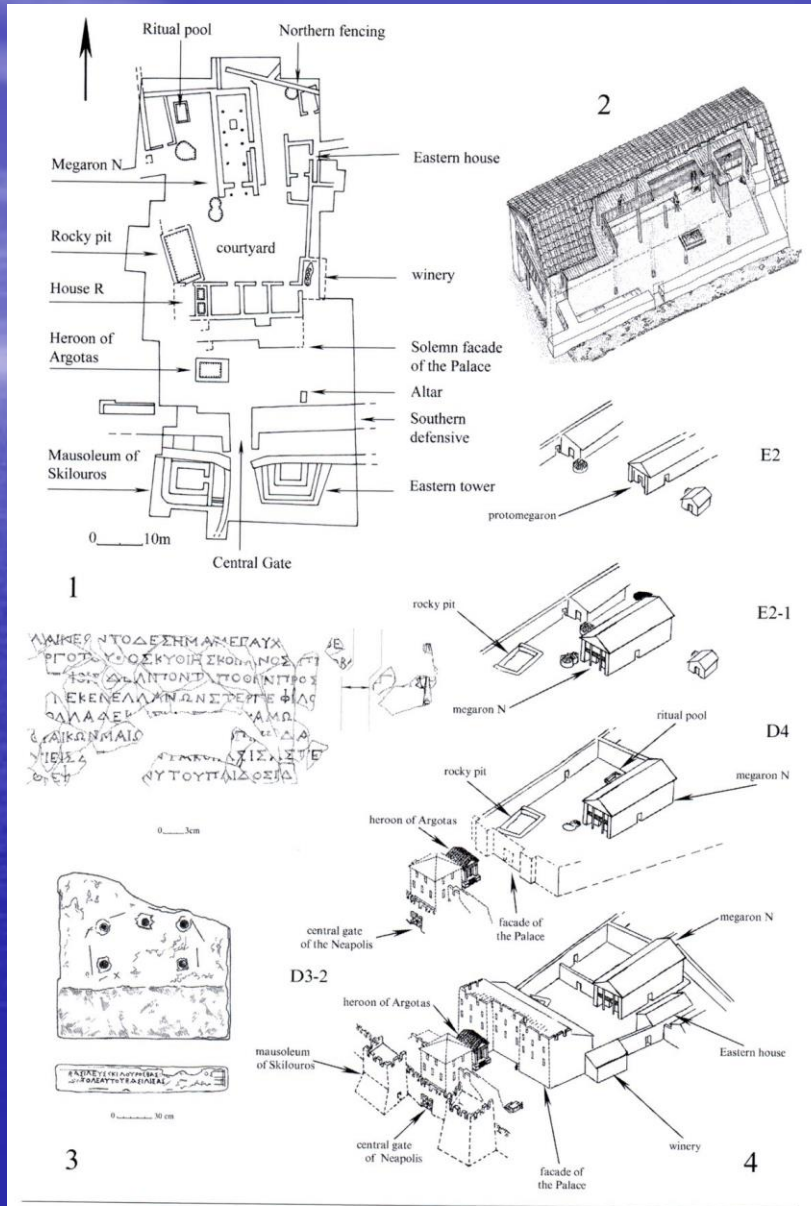 Ritual pool
Northern fencing
Megaron N
Eastern house
Rocky pit
courtyard
House R
winery
Heroon of
Argotas
Solemn facade
of the Palace
Altar
Southern
defensive
Mausoleum of
Skilouros
Eastern tower
0 10m
Central Gate
1
2
E2
protomegaron
E2-1
rocky pit
megaron N
D4
ritual pool
rocky pit
megaron N
heroon of Argotas
central gate
of the Neapolis
facade of
the Palace
D3-2
megaron N
heroon of Argotas
mausoleum
of Skilouros
Eastern house
central gate
of Neapolis
winery
facade of
the Palace
4
ΝΤΟΔΕΣΗΜΑΜΕΓΑΥΧ
0 3cm
0 30 cm
3